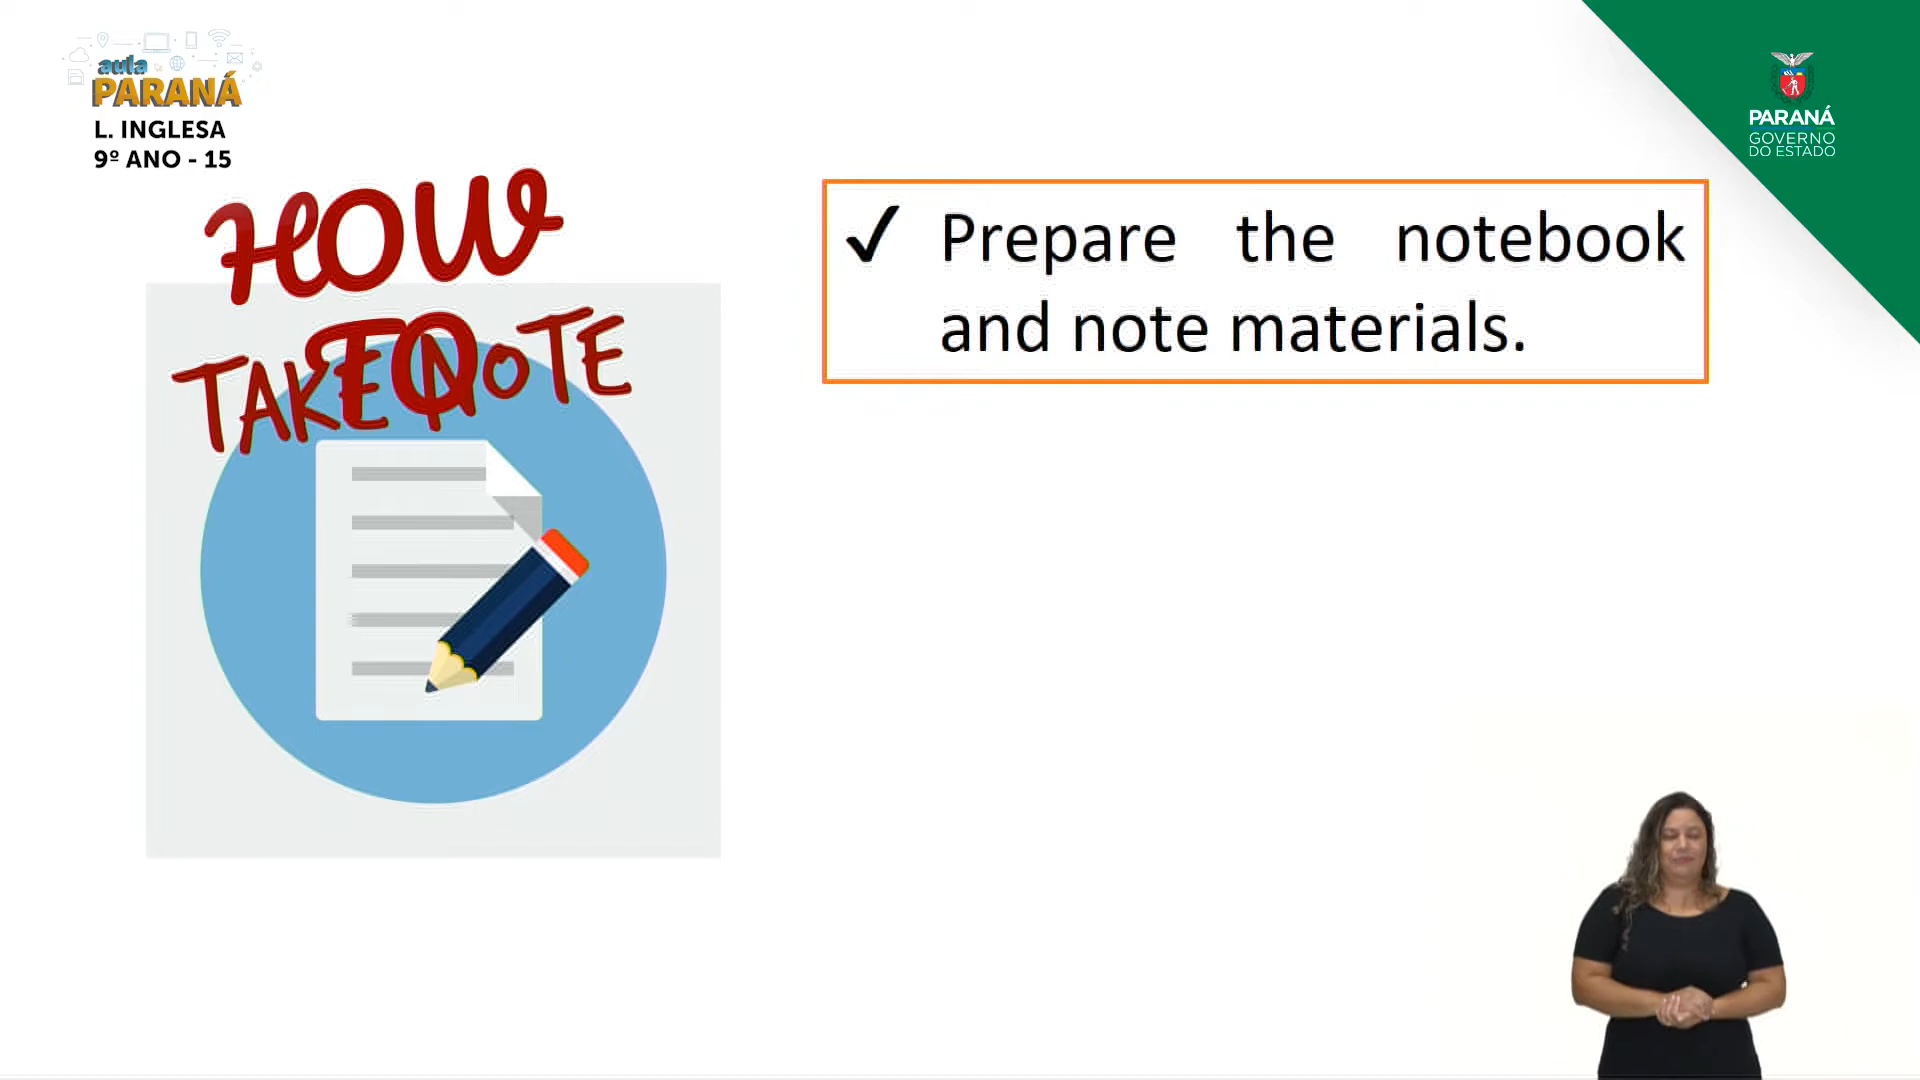 aula
PARANÁ
L. INGLESA
9º ANO - 15
PARANÁ
GOVERNO
DO ESTADO
HOW
TO
TAKE NOTE
✓ Prepare the notebook
and note materials.